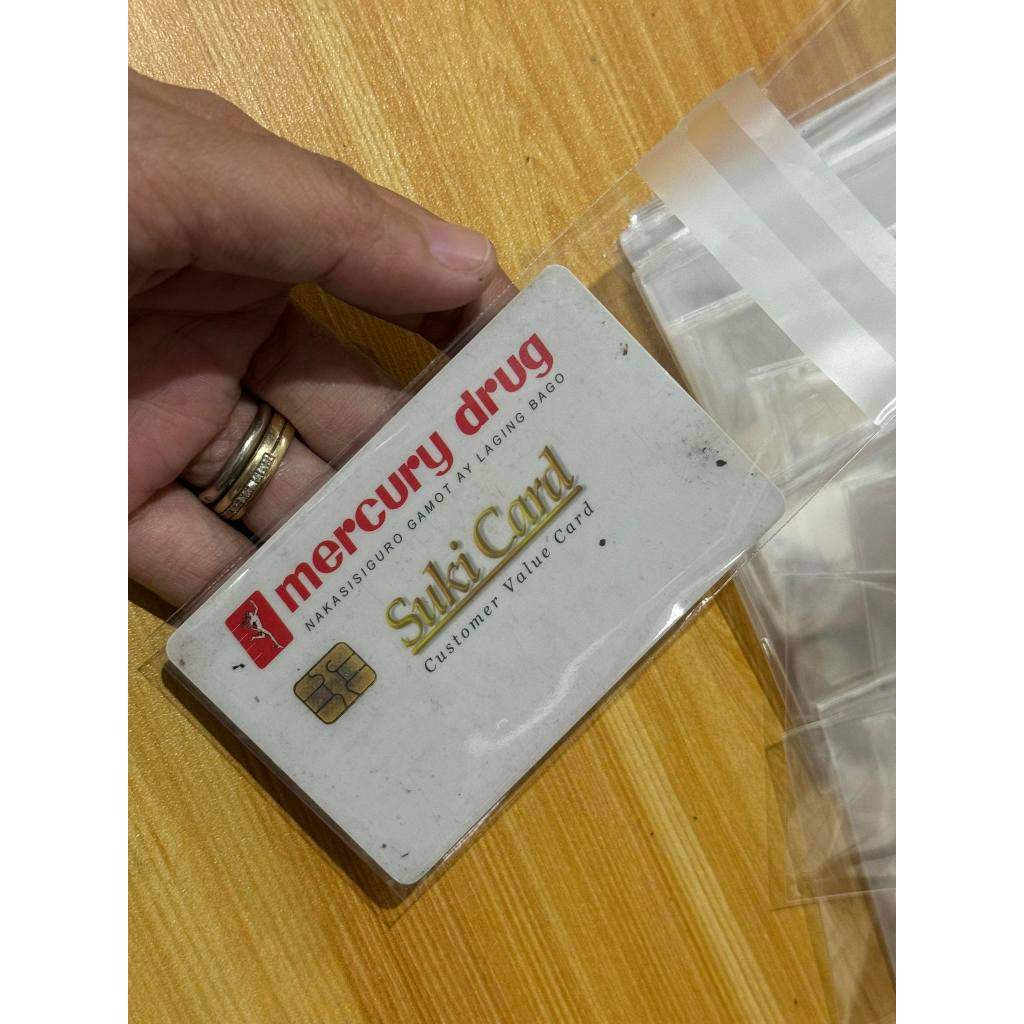 mercury drug
NAKASISIGURO GAMOT AY LAGING BAGO
Suki Card
Customer Value Card